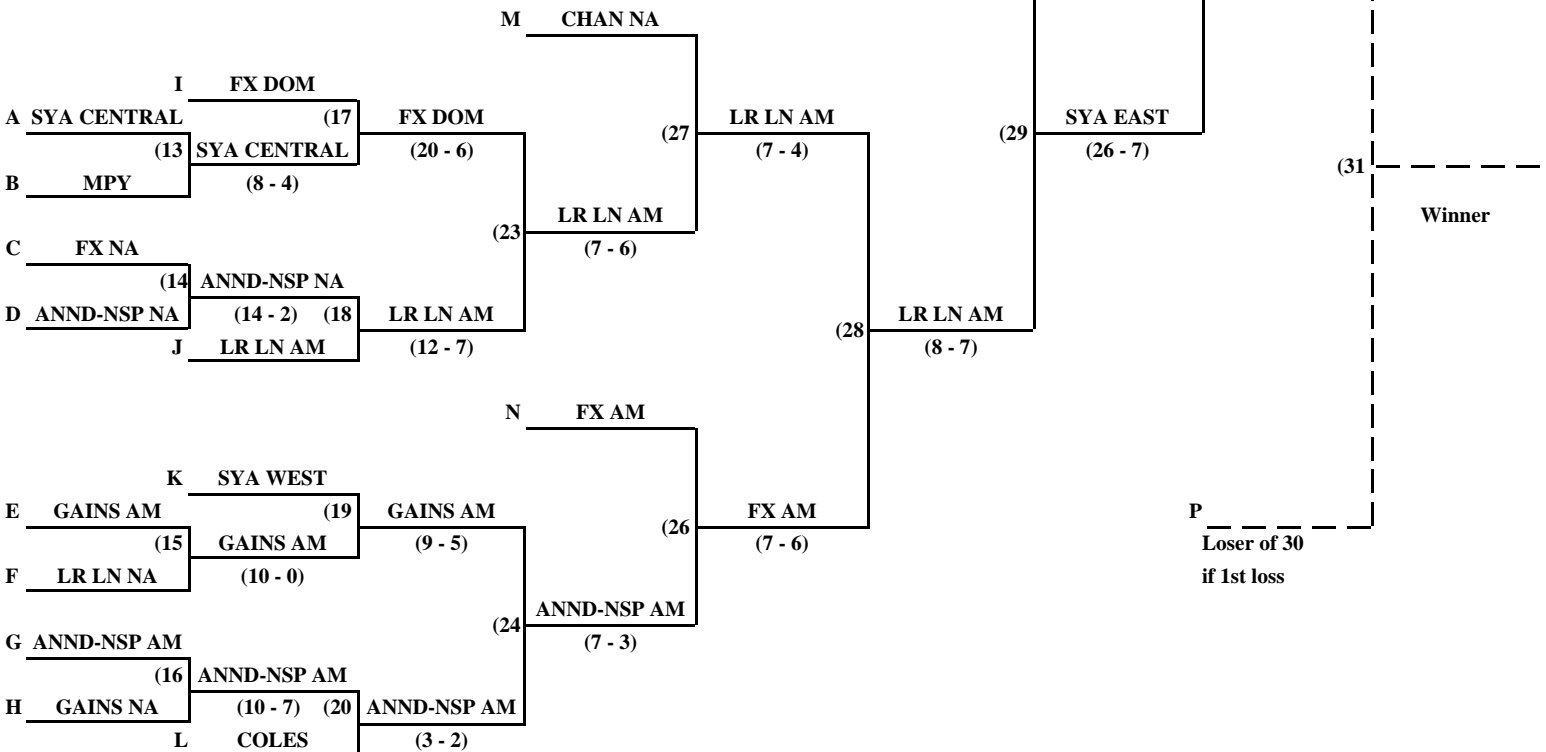 M CHAN NA
I FX DOM
A SYA CENTRAL (17 FX DOM (27 LR LN AM (29 SYA EAST
(13 SYA CENTRAL (20 - 6) (7 - 4) (26 - 7)
(31
B MPY (8 - 4)
LR LN AM Winner
(23
C FX NA (7 - 6)
(14 ANND-NSP NA
D ANND-NSP NA (14 - 2) (18 LR LN AM LR LN AM
(28
J LR LN AM (12 - 7) (8 - 7)
N FX AM
K SYA WEST
E GAINS AM (19 GAINS AM (26 FX AM P
(15 GAINS AM (9 - 5) (7 - 6) Loser of 30
F LR LN NA (10 - 0) if 1st loss
ANND-NSP AM
(24
G ANND-NSP AM (7 - 3)
(16 ANND-NSP AM
H GAINS NA (10 - 7) (20 ANND-NSP AM
L COLES (3 - 2)